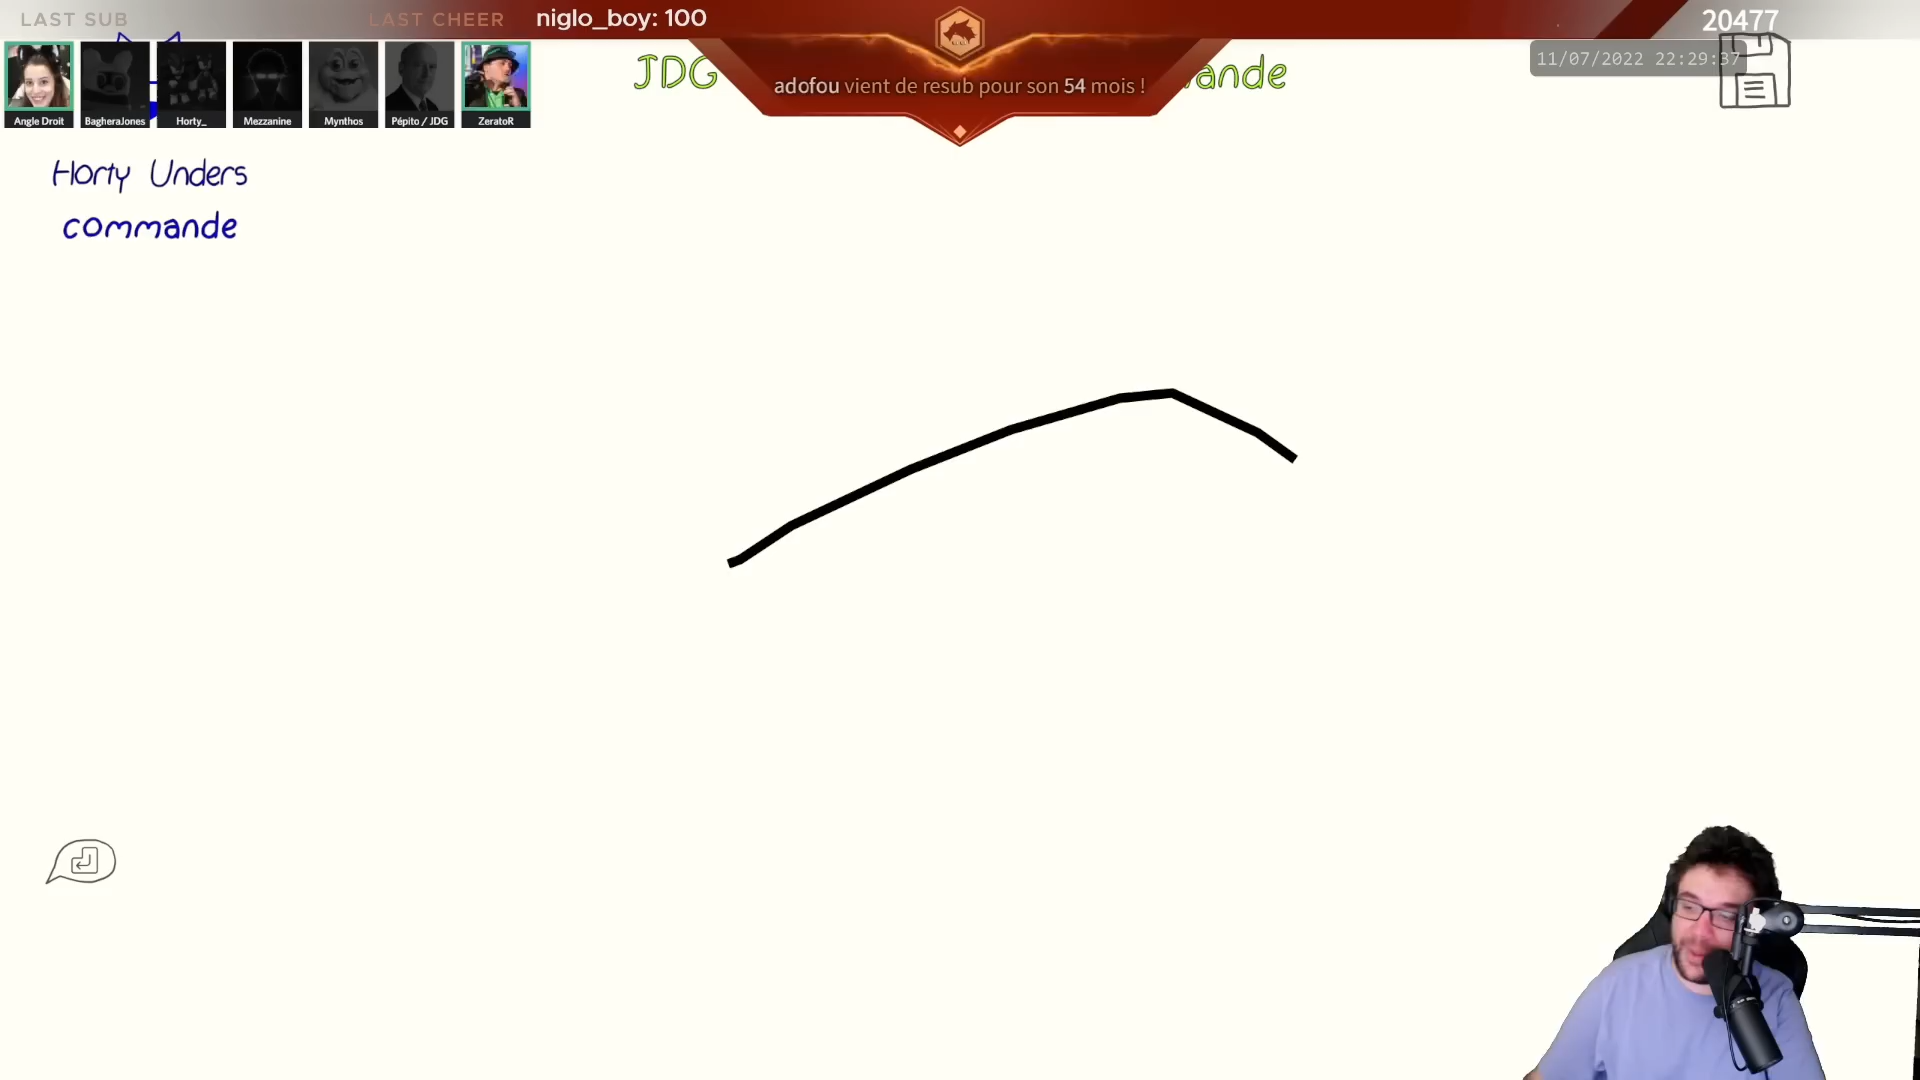 LAST SUB
LAST CHEER
niglo_boy: 100
20477
11/07/2022 22:29:37
JDG
ande
adofou vient de resub pour son 54 mois !
Angle Droit
BagheraJones
Horty_
Mezzanine
Mynthos
Pépito / JDG
ZeratoR
Horty Unders
commande